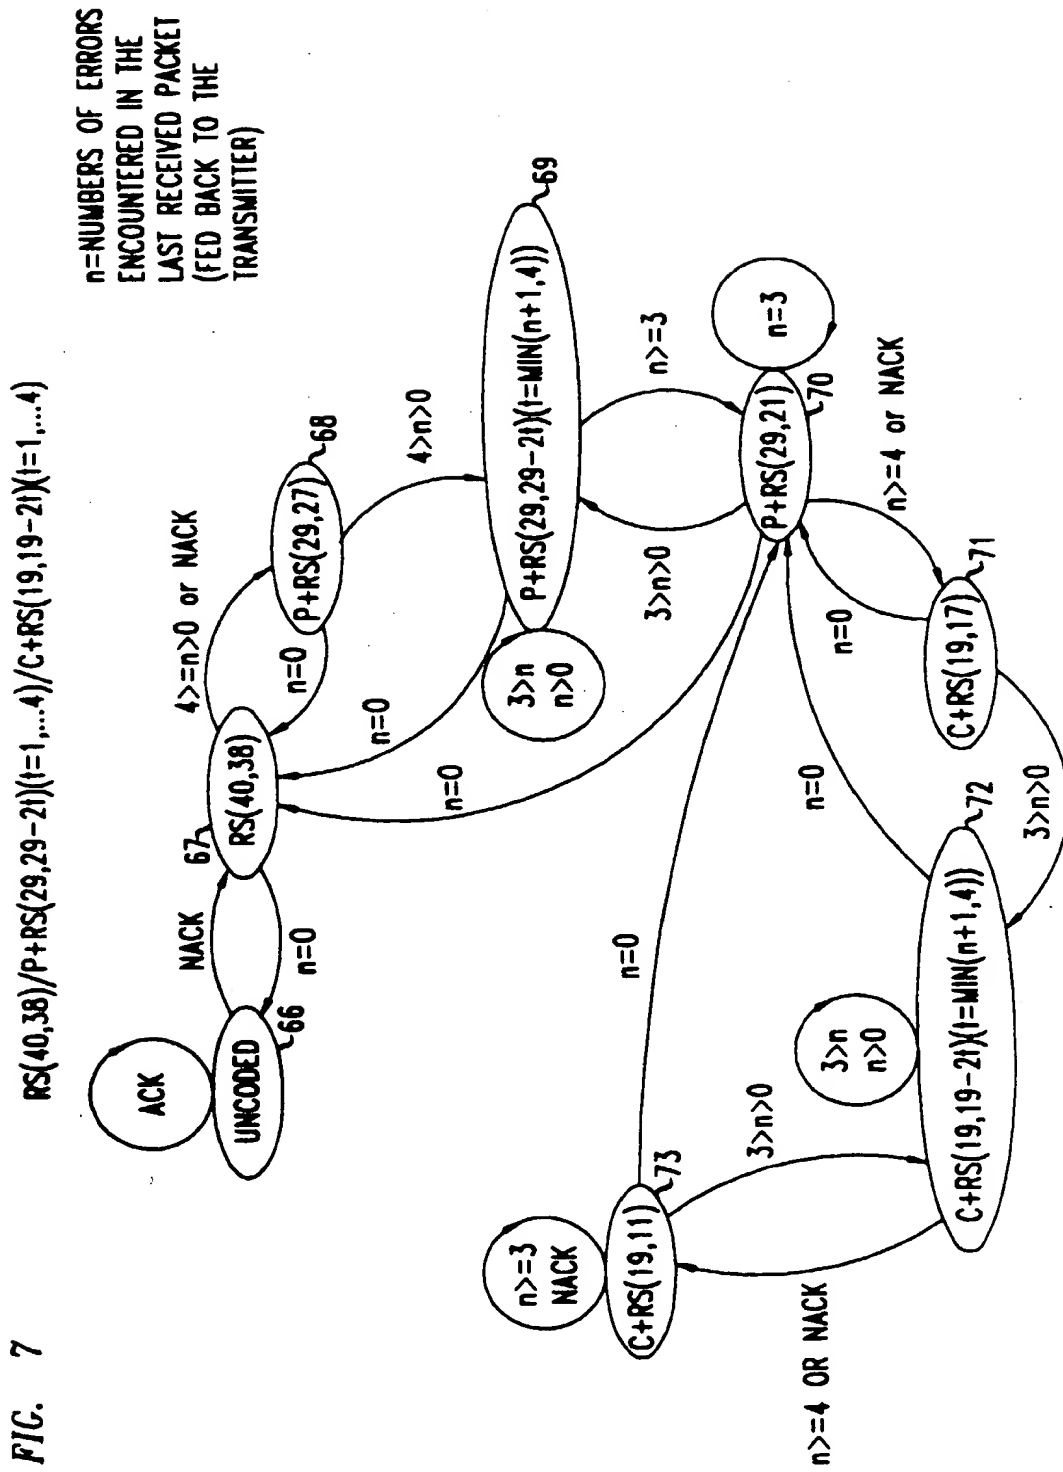 FIG. 7
RS(40,38)/P+RS(29,29-2t)(t=1,...4)/C+RS(19,19-2t)(t=1,...4)
n=NUMBERS OF ERRORS
ENCOUNTERED IN THE
LAST RECEIVED PACKET
(FED BACK TO THE
TRANSMITTER)
ACK
UNCODED
66
NACK
n=0
67
RS(40,38)
4>=n>0 or NACK
n=0
P+RS(29,27)
68
4>n>0
n=0
3>n
n>0
P+RS(29,29-2t)(t=MIN(n+1,4))
69
n=0
3>n>0
n>=3
P+RS(29,21)
70
n=3
n=0
n>=3
NACK
C+RS(19,11)
73
3>n>0
n>=4 OR NACK
3>n
n>0
C+RS(19,19-2t)(t=MIN(n+1,4))
72
n=0
n=0
n>=4 or NACK
C+RS(19,17)
71
3>n>0